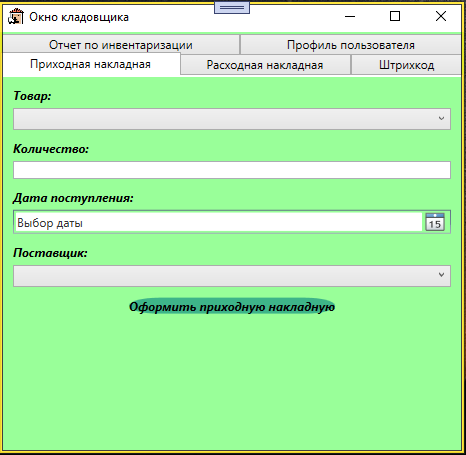 Окно кладовщика
Отчет по инвентаризации Профиль пользователя
Приходная накладная Расходная накладная Штрихкод
Товар:
Количество:
Дата поступления:
Выбор даты 15
Поставщик:
Оформить приходную накладную